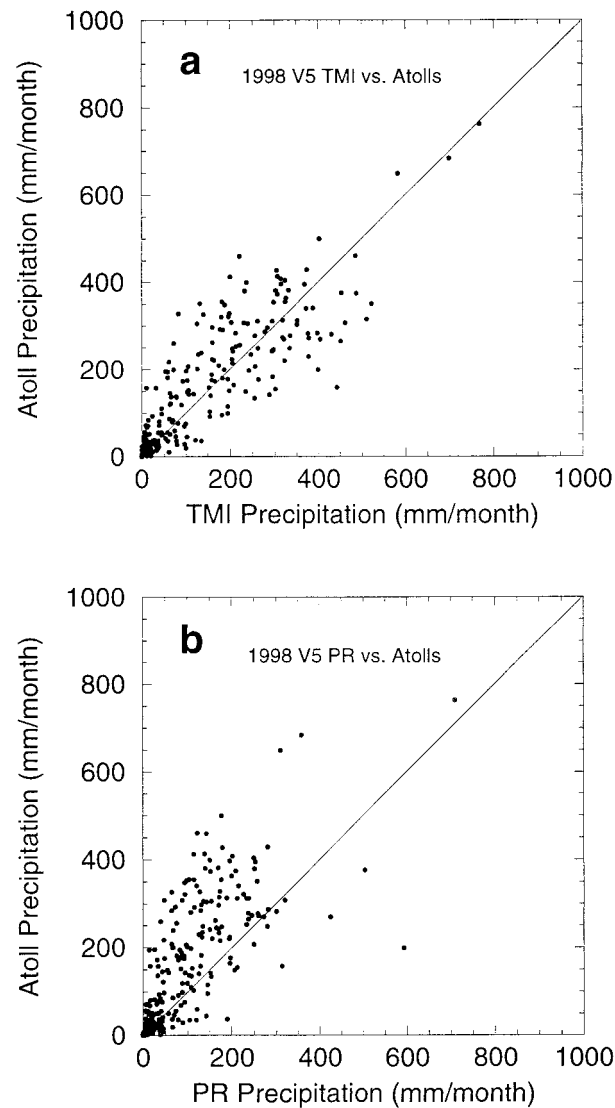 1000
a
1998 V5 TMI vs. Atolls
800
600
400
200
0
Atoll Precipitation (mm/month)
0 200 400 600 800 1000
TMI Precipitation (mm/month)
1000
b
1998 V5 PR vs. Atolls
800
600
400
200
0
Atoll Precipitation (mm/month)
0 200 400 600 800 1000
PR Precipitation (mm/month)